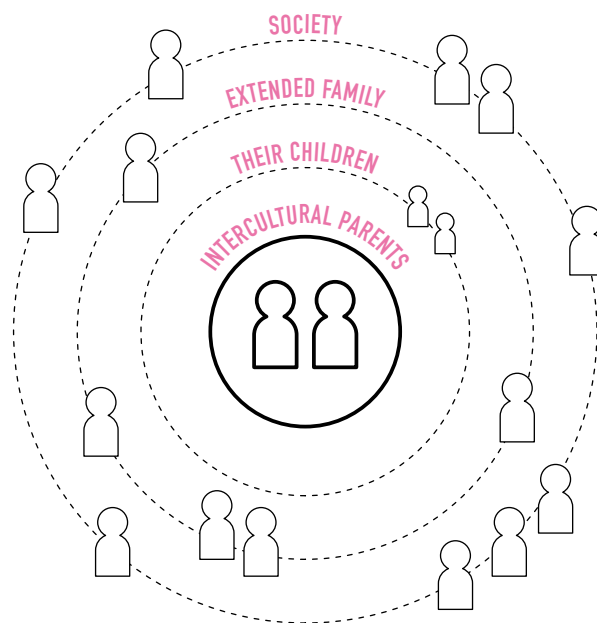 SOCIETY
EXTENDED FAMILY
THEIR CHILDREN
INTERCULTURAL PARENTS